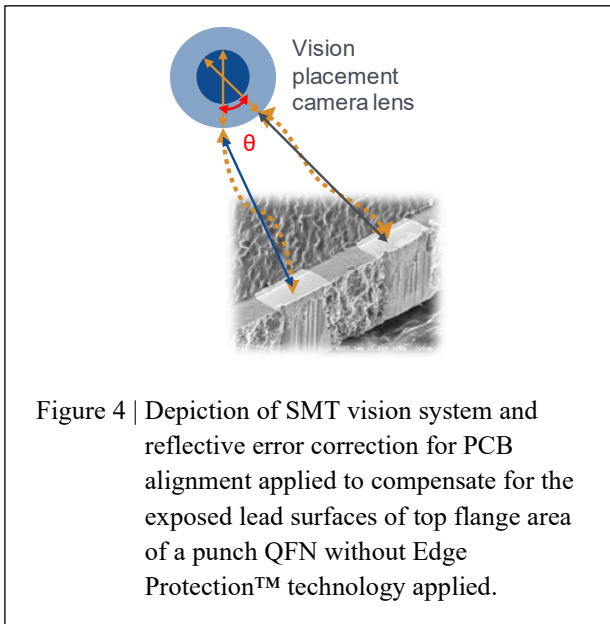 Vision
placement
camera lens
θ
Figure 4 | Depiction of SMT vision system and
reflective error correction for PCB
alignment applied to compensate for the
exposed lead surfaces of top flange area
of a punch QFN without Edge
Protection™ technology applied.